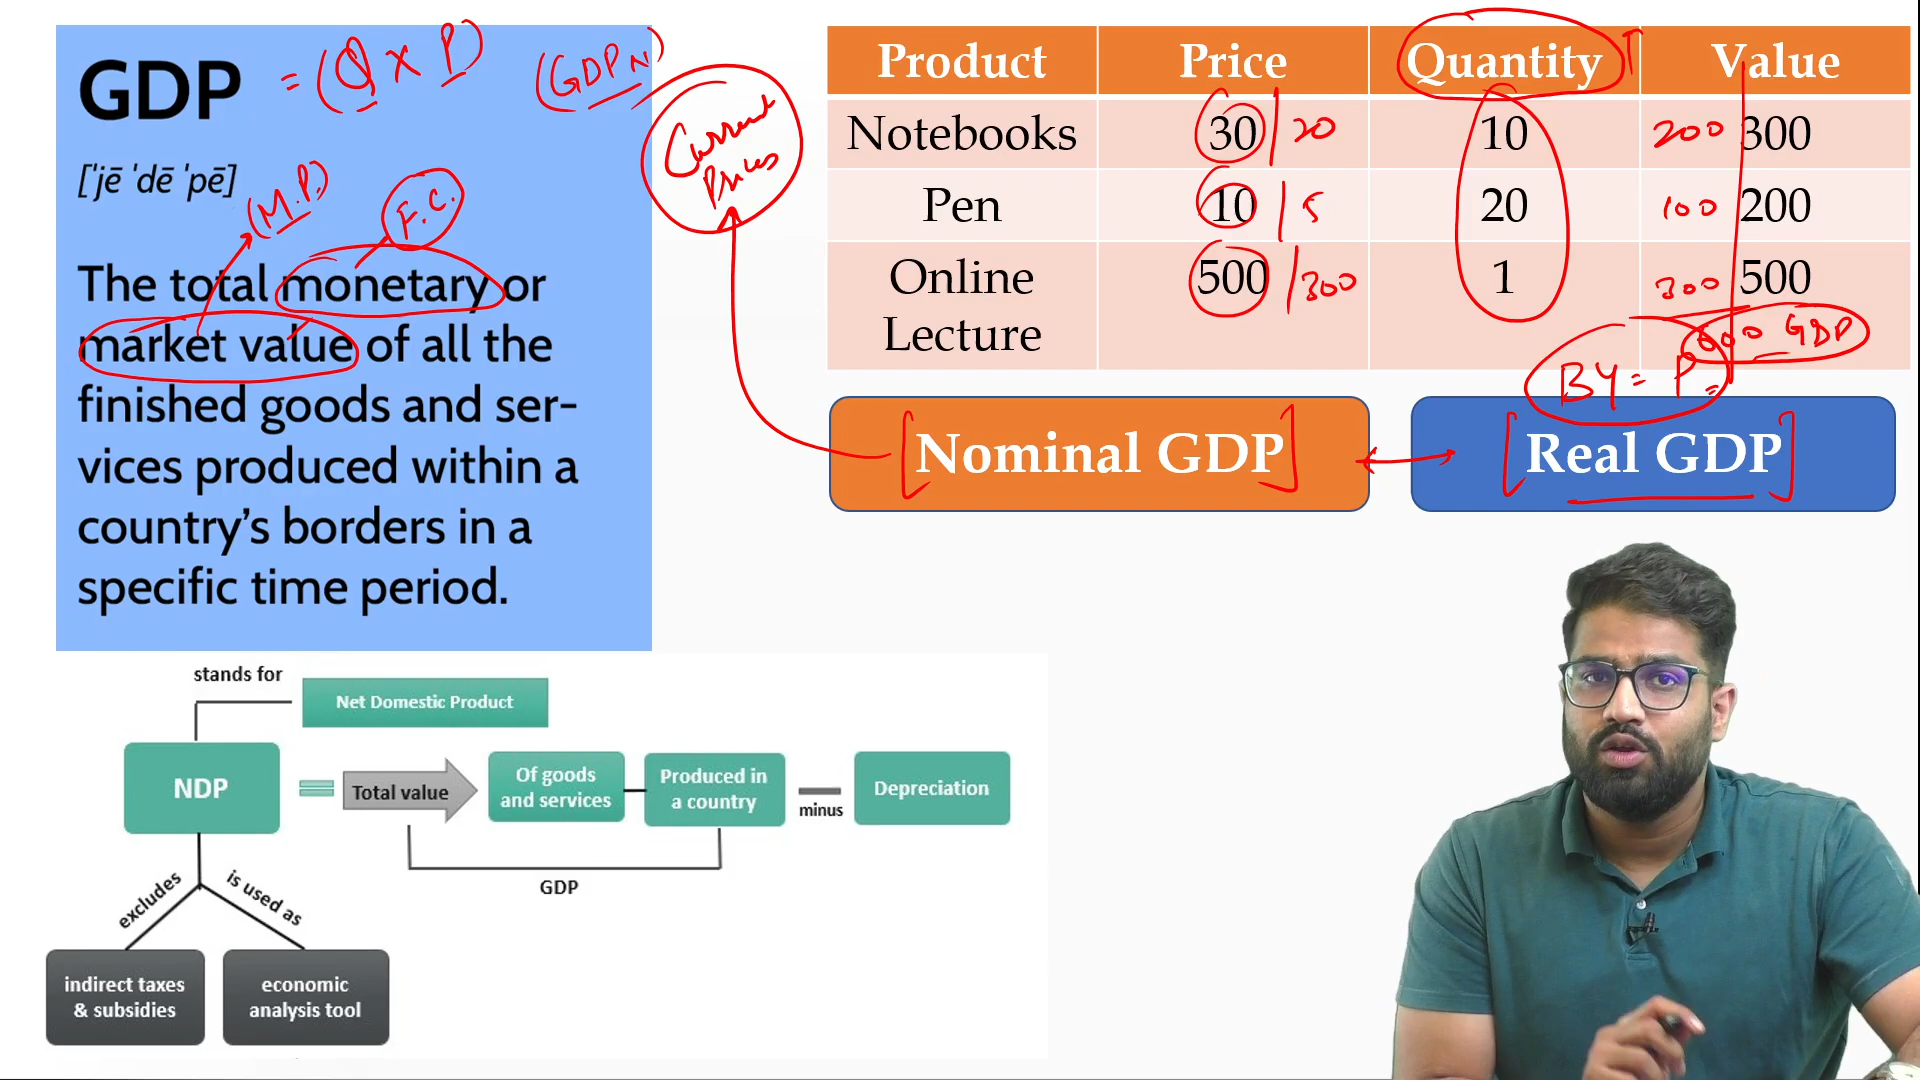 GDP = (Q x P) (GDP N)
['jē 'dē 'pē]
(M.P.) F.C.
The total monetary or
market value of all the
finished goods and ser-
vices produced within a
country's borders in a
specific time period.
Current
Prices
Product Price Quantity Value
Notebooks 30 | 20 10 200 300
Pen 10 | 5 20 100 200
Online 500 | 300 1 300 500
Lecture
GDP
BY = P
[Nominal GDP] [Real GDP]
stands for
Net Domestic Product
NDP
Total value
Of goods
and services
Produced in
a country
minus
Depreciation
GDP
excludes
is used as
indirect taxes
& subsidies
economic
analysis tool